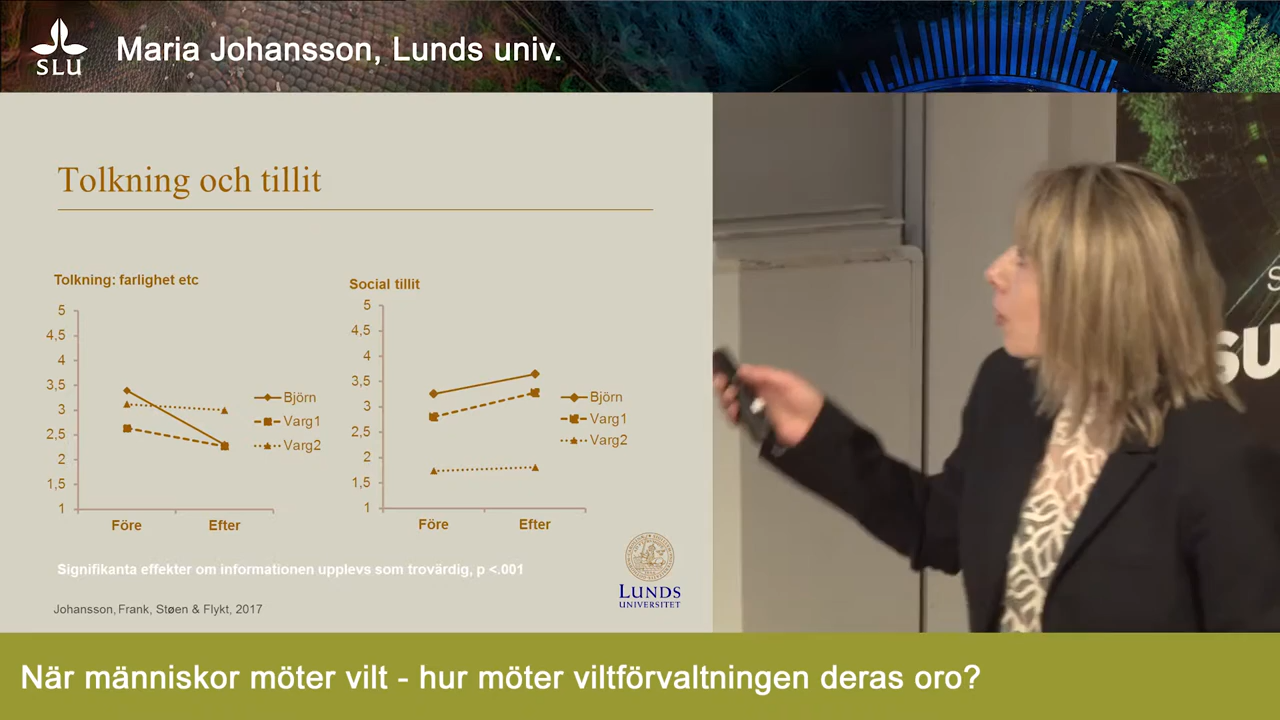 SLU
Maria Johansson, Lunds univ.
Tolkning och tillit
Tolkning: farlighet etc
5
4,5
4
3,5
3
2,5
2
1,5
1
Före
Efter
Björn
Varg1
Varg2
Social tillit
5
4,5
4
3,5
3
2,5
2
1,5
1
Före
Efter
Björn
Varg1
Varg2
Signifikanta effekter om informationen upplevs som trovärdig, p <.001
Johansson, Frank, Støen & Flykt, 2017
LUNDS
UNIVERSITET
S
SU
När människor möter vilt - hur möter viltförvaltningen deras oro?